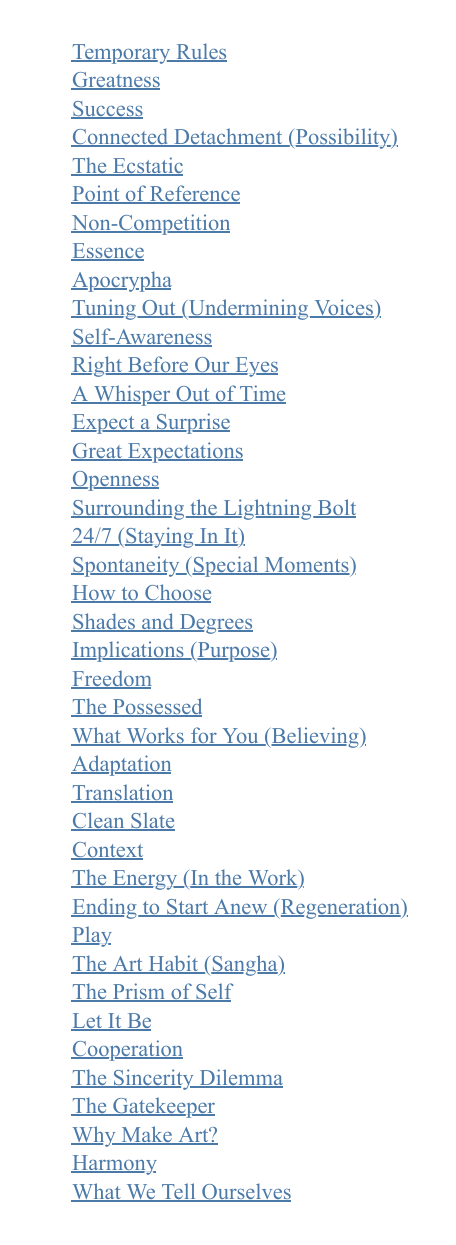 Temporary Rules
Greatness
Success
Connected Detachment (Possibility)
The Ecstatic
Point of Reference
Non-Competition
Essence
Apocrypha
Tuning Out (Undermining Voices)
Self-Awareness
Right Before Our Eyes
A Whisper Out of Time
Expect a Surprise
Great Expectations
Openness
Surrounding the Lightning Bolt
24/7 (Staying In It)
Spontaneity (Special Moments)
How to Choose
Shades and Degrees
Implications (Purpose)
Freedom
The Possessed
What Works for You (Believing)
Adaptation
Translation
Clean Slate
Context
The Energy (In the Work)
Ending to Start Anew (Regeneration)
Play
The Art Habit (Sangha)
The Prism of Self
Let It Be
Cooperation
The Sincerity Dilemma
The Gatekeeper
Why Make Art?
Harmony
What We Tell Ourselves